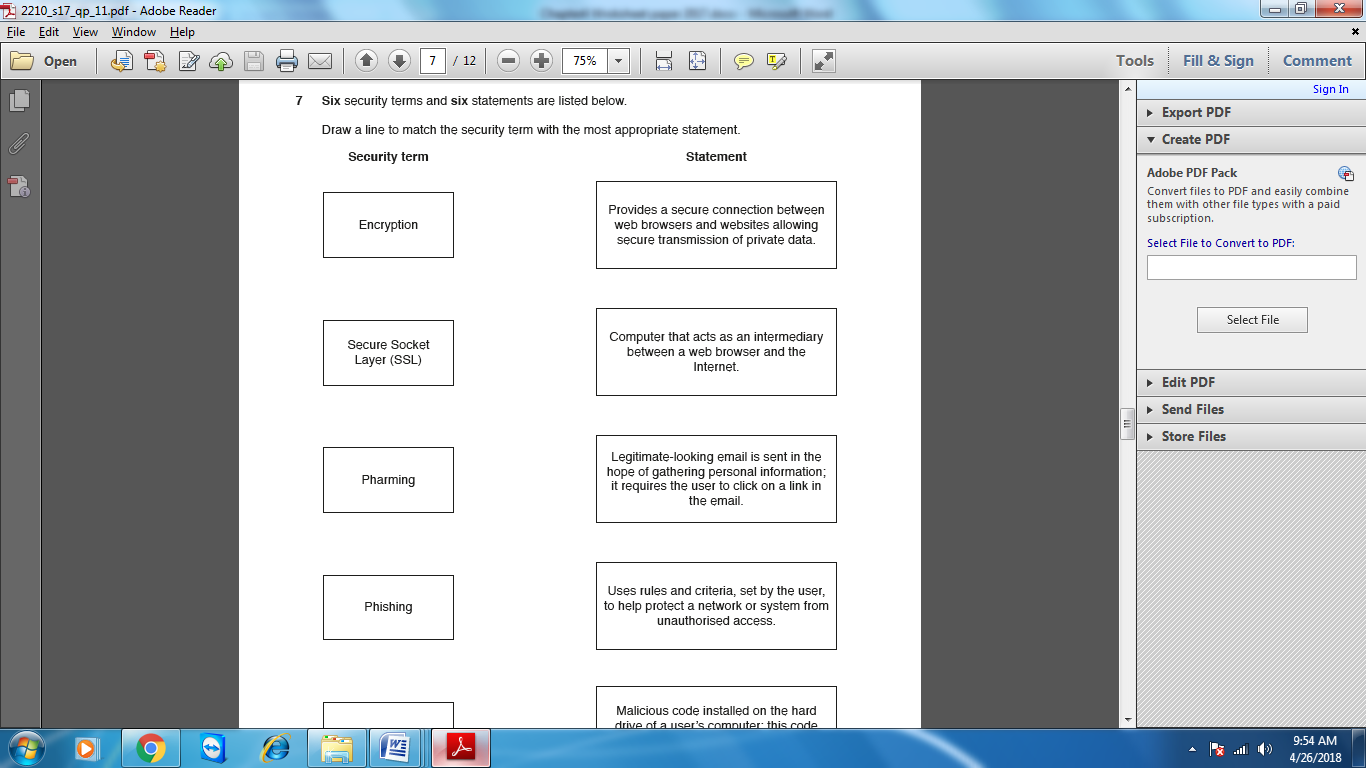 2210_s17_qp_11.pdf - Adobe Reader
File Edit View Window Help
Open 7 / 12 75% Tools Fill & Sign Comment
Sign In
Export PDF
Create PDF
Adobe PDF Pack
Convert files to PDF and easily combine
them with other file types with a paid
subscription.
Select File to Convert to PDF:
Select File
Edit PDF
Send Files
Store Files
7 Six security terms and six statements are listed below.
Draw a line to match the security term with the most appropriate statement.
Security term Statement
Encryption
Provides a secure connection between
web browsers and websites allowing
secure transmission of private data.
Secure Socket
Layer (SSL)
Computer that acts as an intermediary
between a web browser and the
Internet.
Pharming
Legitimate-looking email is sent in the
hope of gathering personal information;
it requires the user to click on a link in
the email.
Phishing
Uses rules and criteria, set by the user,
to help protect a network or system from
unauthorised access.
Malicious code installed on the hard
drive of a user's computer; this code
9:54 AM
4/26/2018